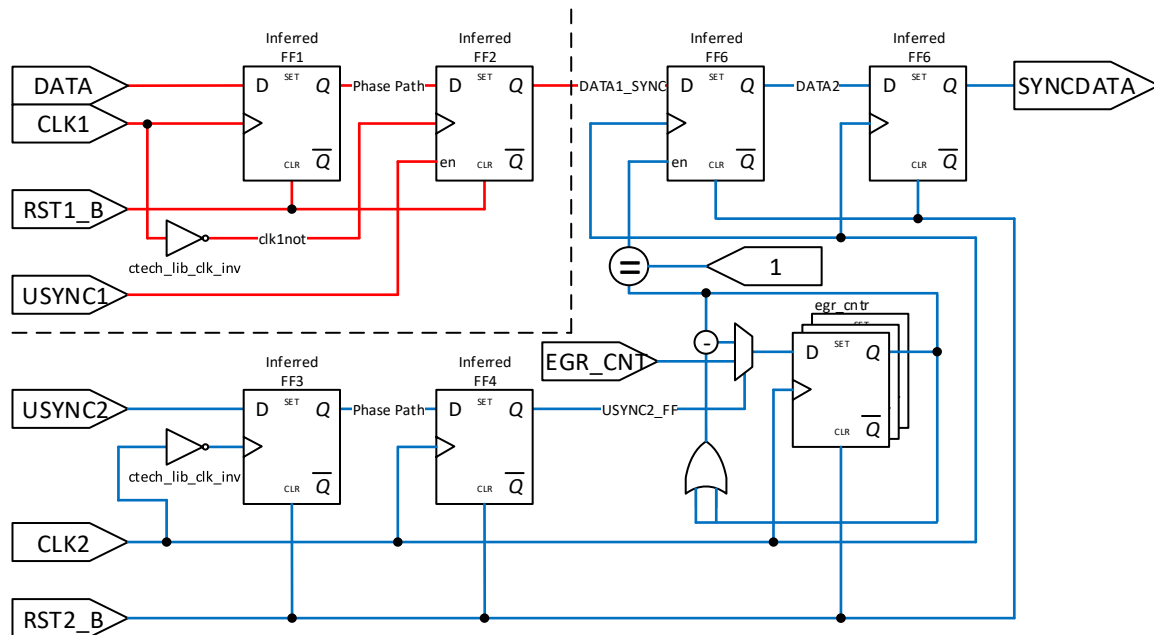 Inferred
FF1
Inferred
FF2
Inferred
FF6
Inferred
FF6
DATA
D SET Q
Phase Path
D SET Q
DATA1_SYNC
D SET Q
DATA2
D SET Q
SYNCDATA
CLK1
CLR Q
en CLR Q
en CLR Q
CLR Q
RST1_B
clk1not
ctech_lib_clk_inv
USYNC1
=
1
egr_cntr
SET
EGR_CNT
-
D SET Q
CLR Q
Inferred
FF3
Inferred
FF4
USYNC2
D SET Q
Phase Path
D SET Q
USYNC2_FF
ctech_lib_clk_inv
CLR Q
CLR Q
CLK2
RST2_B